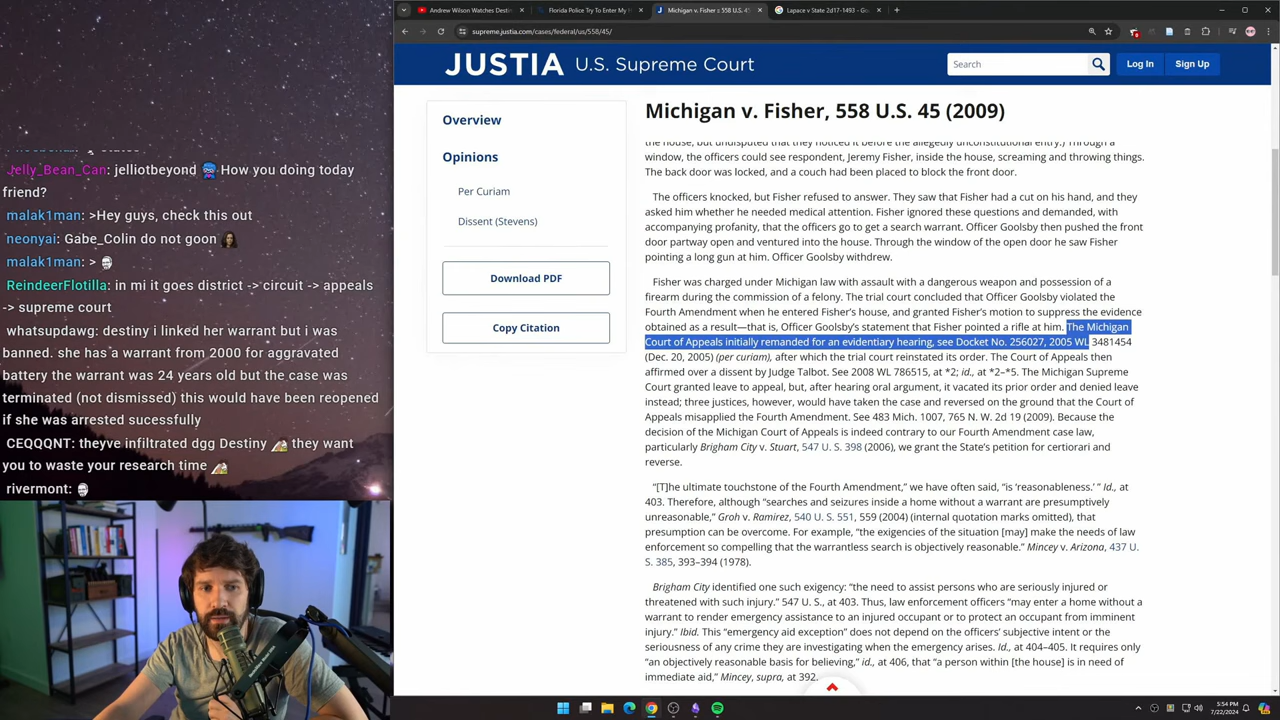 Andrew Wilson Watches Destin
Florida Police Try To Enter My H
Michigan v. Fisher :: 558 U.S. 45
Lapace v State 2d17-1493 - Go
supreme.justia.com/cases/federal/us/558/45/
JUSTIA U.S. Supreme Court
Search
Log In
Sign Up
Overview
Opinions
Per Curiam
Dissent (Stevens)
Download PDF
Copy Citation
Michigan v. Fisher, 558 U.S. 45 (2009)
the house, but undisputed that they noticed it before the allegedly unconstitutional entry.) Through a
window, the officers could see respondent, Jeremy Fisher, inside the house, screaming and throwing things.
The back door was locked, and a couch had been placed to block the front door.
The officers knocked, but Fisher refused to answer. They saw that Fisher had a cut on his hand, and they
asked him whether he needed medical attention. Fisher ignored these questions and demanded, with
accompanying profanity, that the officers go to get a search warrant. Officer Goolsby then pushed the front
door partway open and ventured into the house. Through the window of the open door he saw Fisher
pointing a long gun at him. Officer Goolsby withdrew.
Fisher was charged under Michigan law with assault with a dangerous weapon and possession of a
firearm during the commission of a felony. The trial court concluded that Officer Goolsby violated the
Fourth Amendment when he entered Fisher's house, and granted Fisher's motion to suppress the evidence
obtained as a result—that is, Officer Goolsby's statement that Fisher pointed a rifle at him. The Michigan
Court of Appeals initially remanded for an evidentiary hearing, see Docket No. 256027, 2005 WL 3481454
(Dec. 20, 2005) (per curiam), after which the trial court reinstated its order. The Court of Appeals then
affirmed over a dissent by Judge Talbot. See 2008 WL 786515, at *2; id., at *2–*5. The Michigan Supreme
Court granted leave to appeal, but, after hearing oral argument, it vacated its prior order and denied leave
instead; three justices, however, would have taken the case and reversed on the ground that the Court of
Appeals misapplied the Fourth Amendment. See 483 Mich. 1007, 765 N. W. 2d 19 (2009). Because the
decision of the Michigan Court of Appeals is indeed contrary to our Fourth Amendment case law,
particularly Brigham City v. Stuart, 547 U. S. 398 (2006), we grant the State's petition for certiorari and
reverse.
"[T]he ultimate touchstone of the Fourth Amendment," we have often said, "is 'reasonableness.' " Id., at
403. Therefore, although "searches and seizures inside a home without a warrant are presumptively
unreasonable," Groh v. Ramirez, 540 U. S. 551, 559 (2004) (internal quotation marks omitted), that
presumption can be overcome. For example, "the exigencies of the situation [may] make the needs of law
enforcement so compelling that the warrantless search is objectively reasonable." Mincey v. Arizona, 437 U.
S. 385, 393–394 (1978).
Brigham City identified one such exigency: "the need to assist persons who are seriously injured or
threatened with such injury." 547 U. S., at 403. Thus, law enforcement officers "may enter a home without a
warrant to render emergency assistance to an injured occupant or to protect an occupant from imminent
injury." Ibid. This "emergency aid exception" does not depend on the officers' subjective intent or the
seriousness of any crime they are investigating when the emergency arises. Id., at 404–405. It requires only
"an objectively reasonable basis for believing," id., at 406, that "a person within [the house] is in need of
immediate aid," Mincey, supra, at 392.
Jelly_Bean_Can: jelliotbeyond How you doing today
friend?
malak1man: >Hey guys, check this out
neonyai: Gabe_Colin do not goon
malak1man: >
ReindeerFlotilla: in mi it goes district -> circuit -> appeals
-> supreme court
whatsupdawg: destiny i linked her warrant but i was
banned. she has a warrant from 2000 for aggravated
battery the warrant was 24 years old but the case was
terminated (not dismissed) this would have been reopened
if she was arrested sucessfully
CEQQQNT: theyve infiltrated dgg Destiny they want
you to waste your research time
rivermont:
5:54 PM
7/22/2024